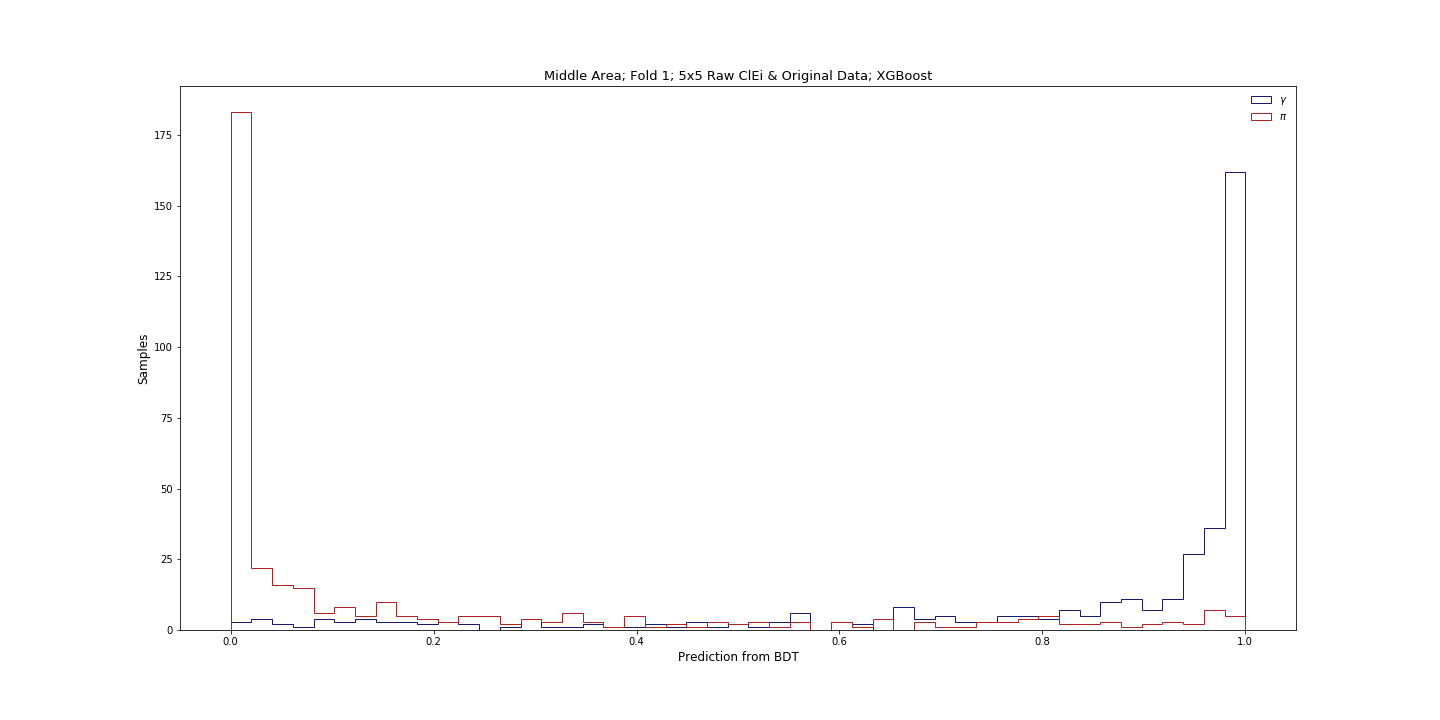 Middle Area; Fold 1; 5x5 Raw ClEi & Original Data; XGBoost
γ
π
175
150
125
100
75
50
25
0
Samples
0.0 0.2 0.4 0.6 0.8 1.0
Prediction from BDT